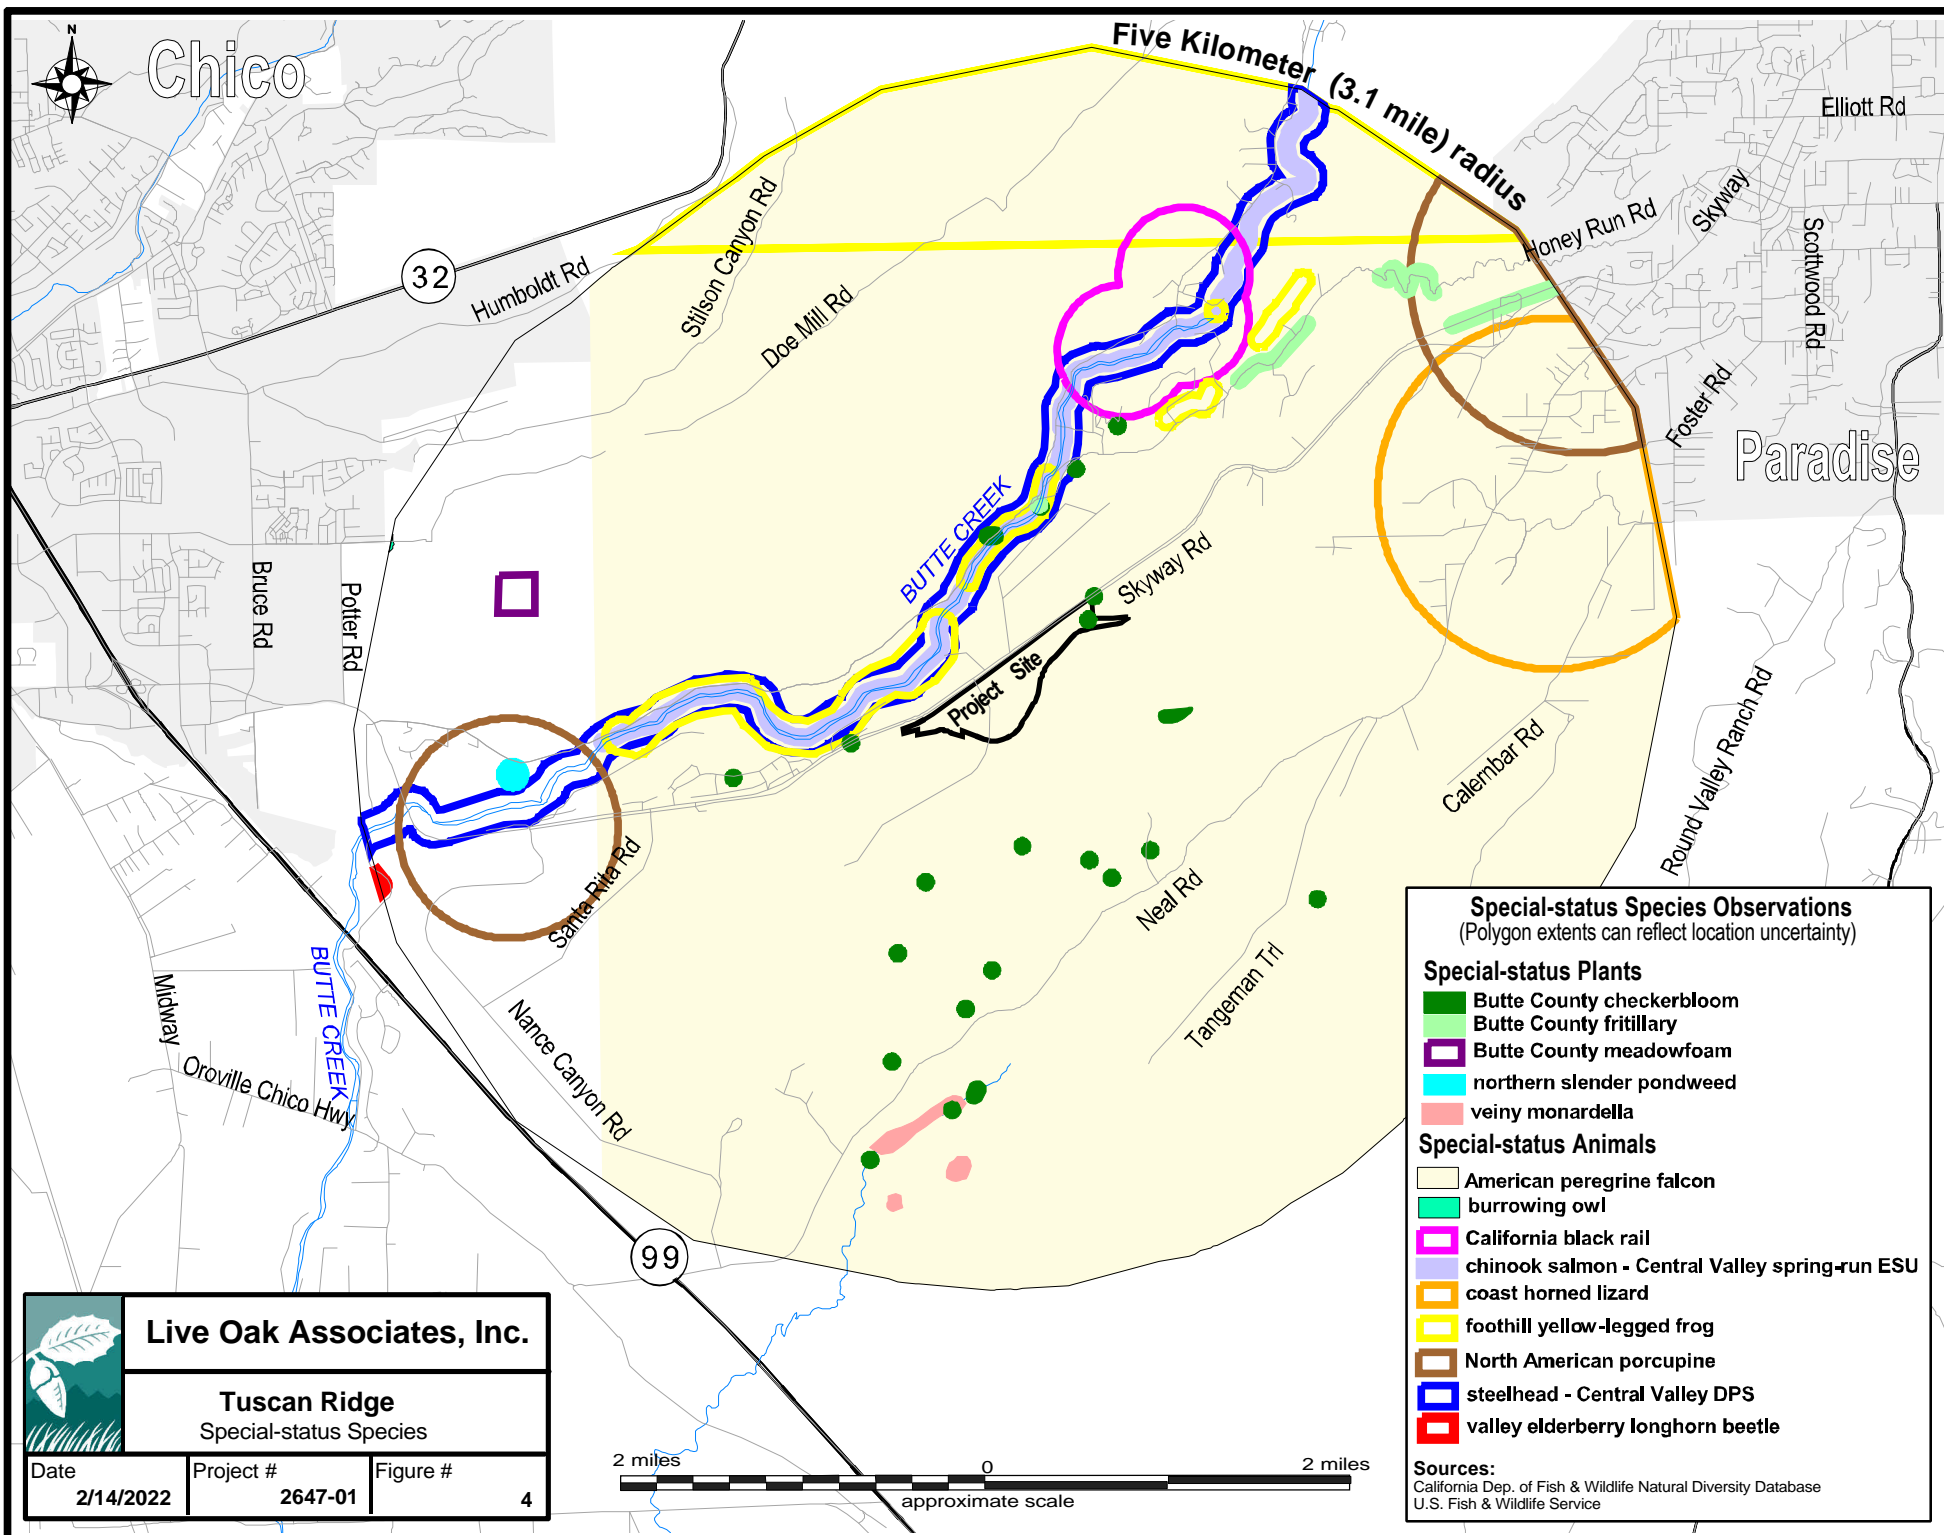 N
Chico
Five Kilometer (3.1 mile) radius
Elliott Rd
Skyway
Honey Run Rd
Scottwood Rd
32
Humboldt Rd
Stilson Canyon Rd
Doe Mill Rd
Foster Rd
Paradise
BUTTE CREEK
Skyway Rd
Bruce Rd
Potter Rd
Project Site
Round Valley Ranch Rd
Calernbar Rd
Santa Rita Rd
Neal Rd
Tangeman Trl
BUTTE CREEK
Midway
Nance Canyon Rd
Oroville Chico Hwy
99
Special-status Species Observations
(Polygon extents can reflect location uncertainty)
Special-status Plants
Butte County checkerbloom
Butte County fritillary
Butte County meadowfoam
northern slender pondweed
veiny monardella
Special-status Animals
American peregrine falcon
burrowing owl
California black rail
chinook salmon - Central Valley spring-run ESU
coast horned lizard
foothill yellow-legged frog
North American porcupine
steelhead - Central Valley DPS
valley elderberry longhorn beetle
Sources:
California Dep. of Fish & Wildlife Natural Diversity Database
U.S. Fish & Wildlife Service
Live Oak Associates, Inc.
Tuscan Ridge
Special-status Species
Date
2/14/2022
Project #
2647-01
Figure #
4
2 miles 0 2 miles
approximate scale